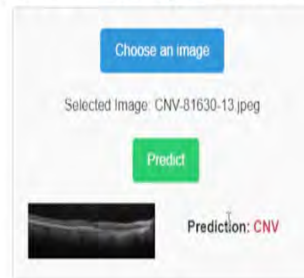 Choose an image
Selected Image: CNV-81630-13.jpeg
Predict
Prediction: CNV